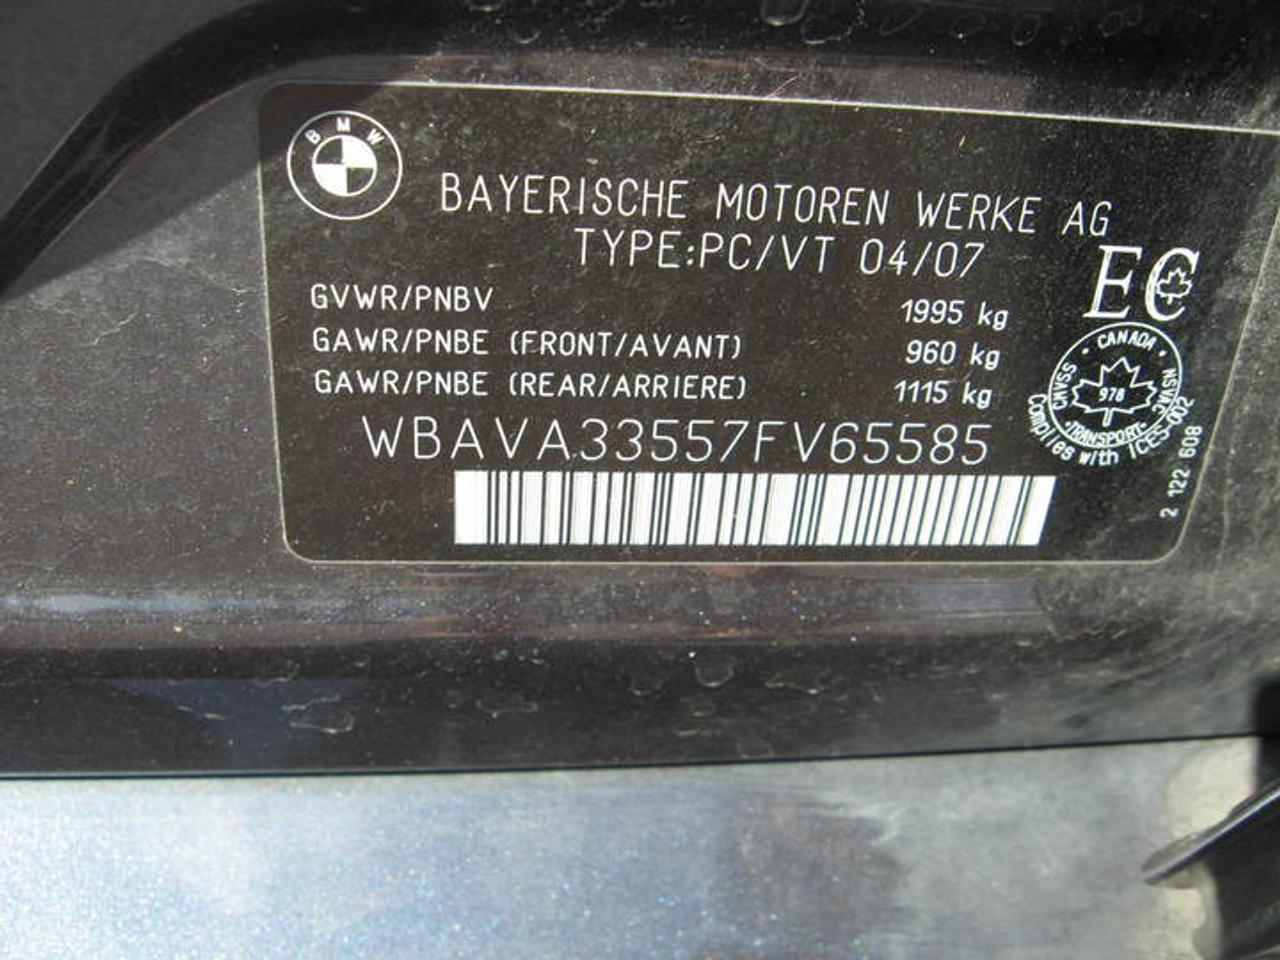 BMW
BAYERISCHE MOTOREN WERKE AG
TYPE:PC/VT 04/07
GVWR/PNBV 1995 kg
GAWR/PNBE (FRONT/AVANT) 960 kg
GAWR/PNBE (REAR/ARRIERE) 1115 kg
WBAVA33557FV65585
EC
CANADA
CMVSS
NSVAC
978
TRANSPORT
Complies with ICES-002
2 122 608